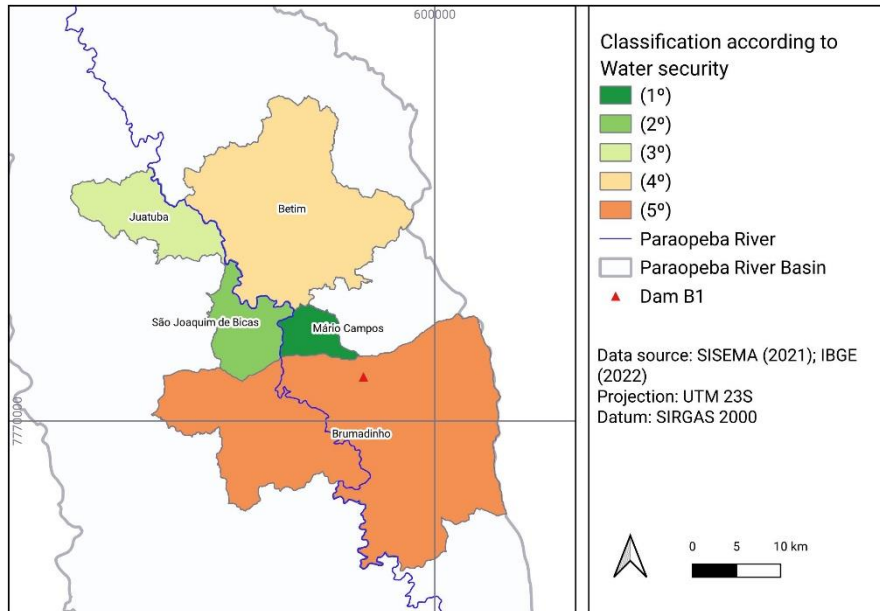 600000
7770000
Betim
Juatuba
São Joaquim de Bicas
Mário Campos
Brumadinho
Classification according to
Water security
(1º)
(2º)
(3º)
(4º)
(5º)
Paraopeba River
Paraopeba River Basin
Dam B1
Data source: SISEMA (2021); IBGE
(2022)
Projection: UTM 23S
Datum: SIRGAS 2000
0 5 10 km